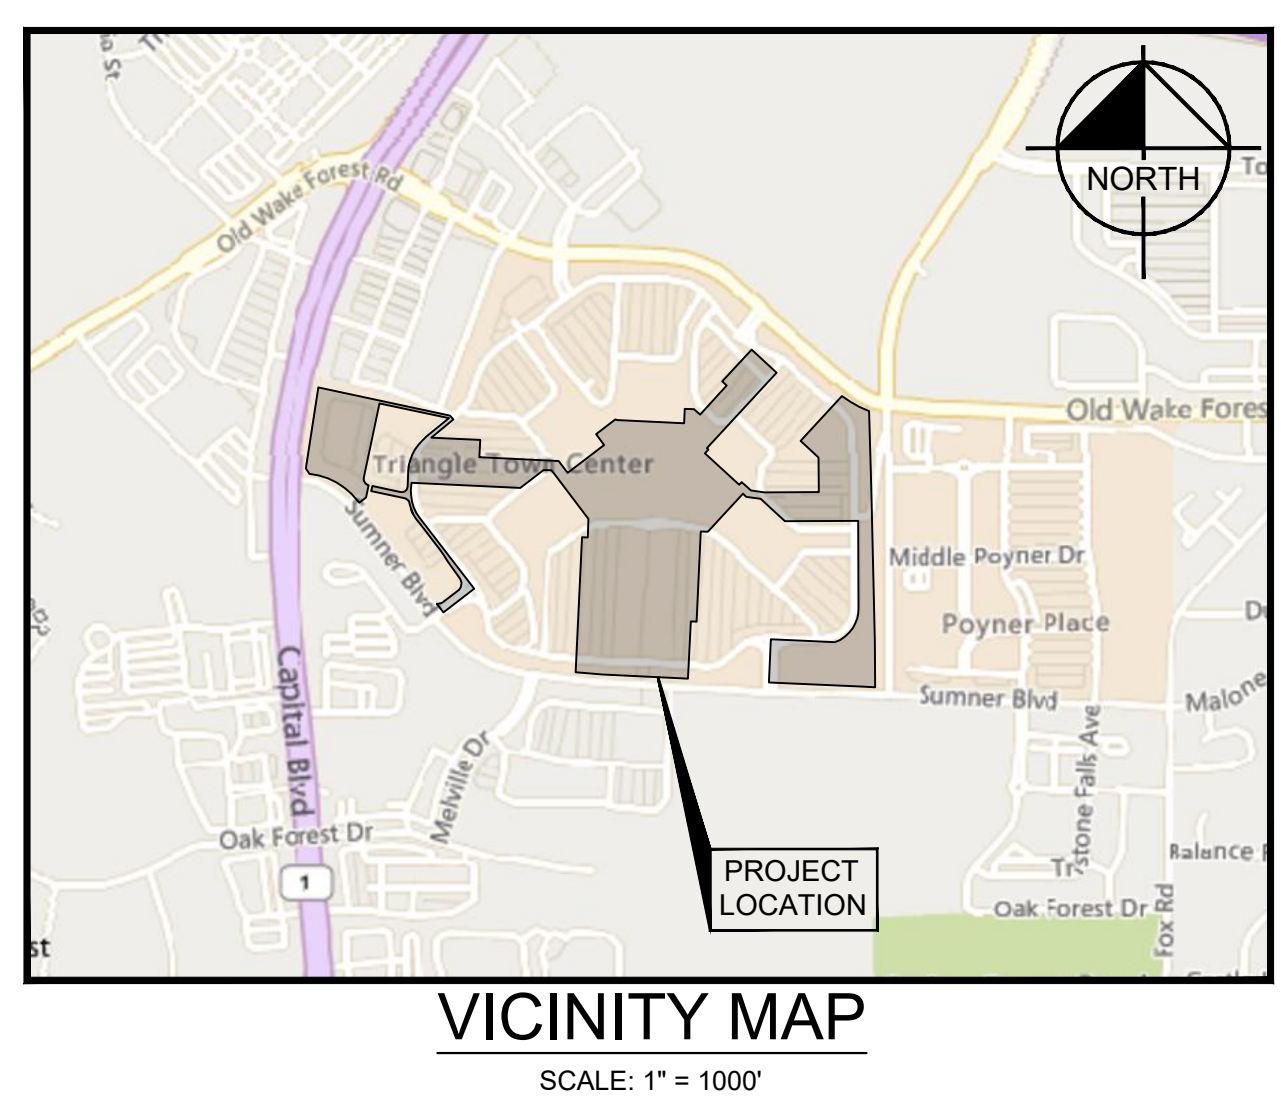 Old Wake Forest Rd
NORTH
To
Old Wake Fores
Triangle Town Center
Sumner Blvd
Middle Poyner Dr
Poyner Place
Sumner Blvd
Malone
Capital Blvd
Melville Dr
Oak Forest Dr
1
stone Falls Ave
PROJECT
LOCATION
Oak Forest Dr
Fox Rd
st
VICINITY MAP
SCALE: 1" = 1000'